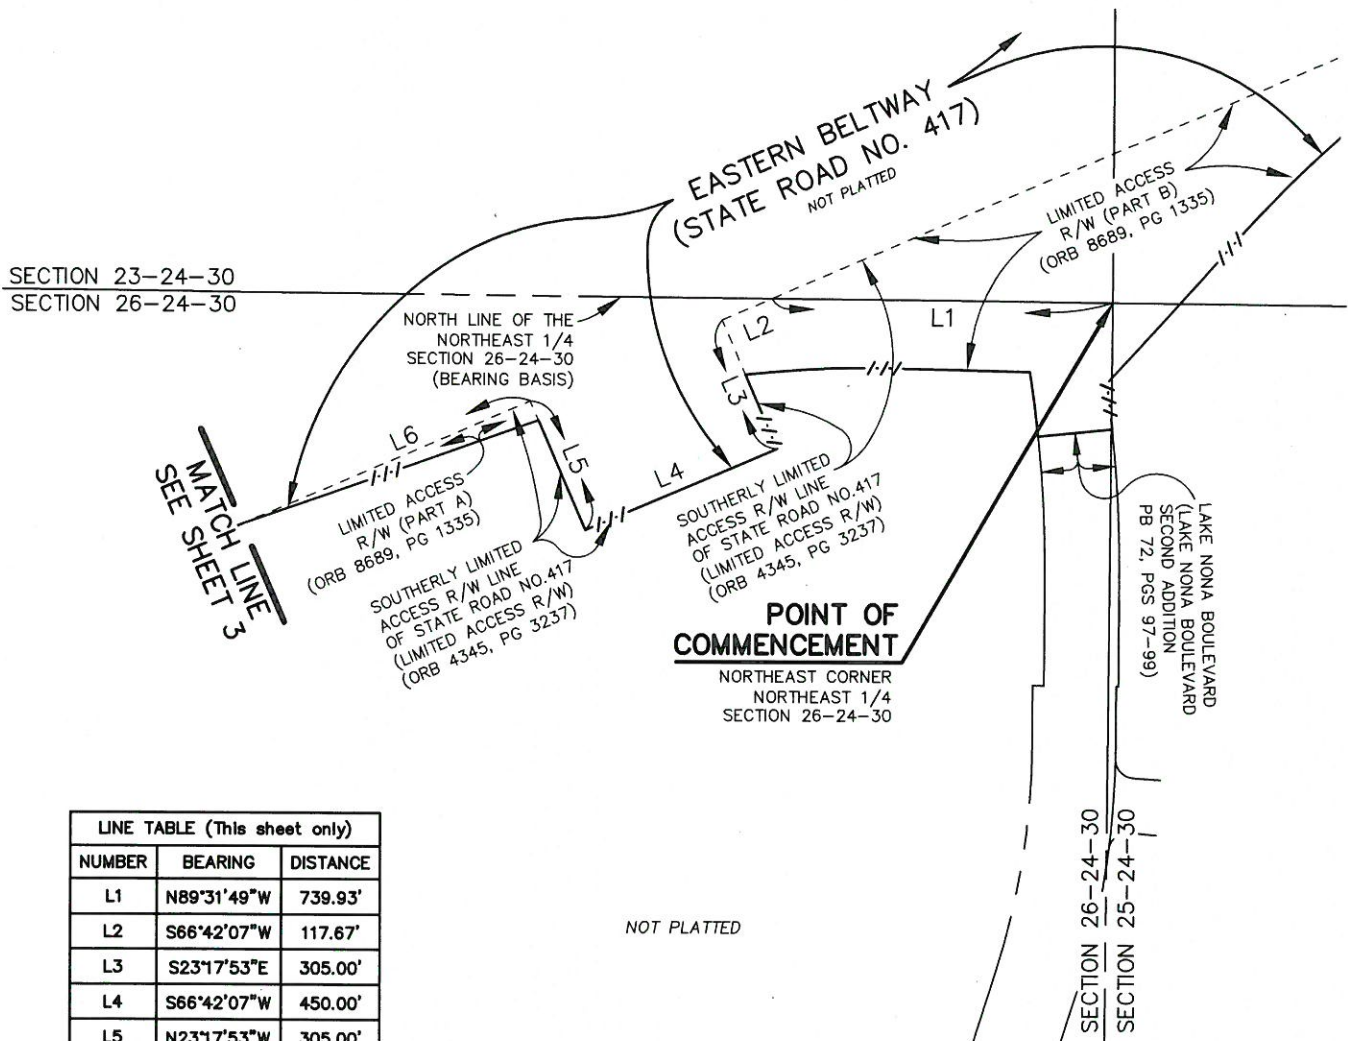 EASTERN BELTWAY
(STATE ROAD NO. 417)
NOT PLATTED
LIMITED ACCESS
R/W (PART B)
(ORB 8689, PG 1335)
SECTION 23-24-30
SECTION 26-24-30
NORTH LINE OF THE
NORTHEAST 1/4
SECTION 26-24-30
(BEARING BASIS)
L2
L1
L3
L6
L5
L4
MATCH LINE
SEE SHEET 3
LIMITED ACCESS
R/W (PART A)
(ORB 8689, PG 1335)
SOUTHERLY LIMITED
ACCESS R/W LINE
OF STATE ROAD NO.417
(LIMITED ACCESS R/W)
(ORB 4345, PG 3237)
SOUTHERLY LIMITED
ACCESS R/W LINE
OF STATE ROAD NO.417
(LIMITED ACCESS R/W)
(ORB 4345, PG 3237)
LAKE NONA BOULEVARD
(LAKE NONA BOULEVARD
SECOND ADDITION
PB 72, PGS 97-99)
POINT OF
COMMENCEMENT
NORTHEAST CORNER
NORTHEAST 1/4
SECTION 26-24-30
LINE TABLE (This sheet only)
NUMBER BEARING DISTANCE
L1 N89°31'49"W 739.93'
L2 S66°42'07"W 117.67'
L3 S23°17'53"E 305.00'
L4 S66°42'07"W 450.00'
L5 N23°17'53"W 305.00'
NOT PLATTED
SECTION 26-24-30
SECTION 25-24-30